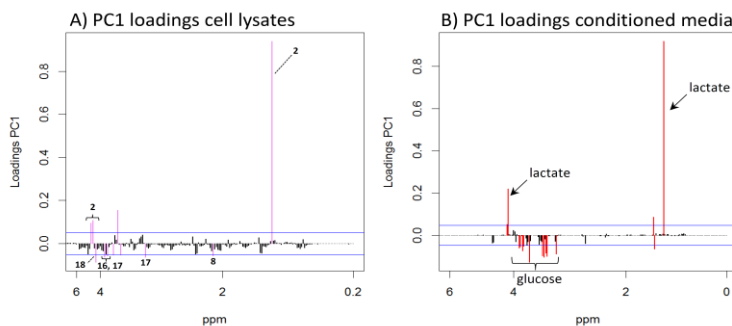 A) PC1 loadings cell lysates
Loadings PC1
0.0 0.2 0.4 0.6 0.8
2
2
18
16, 17
17
8
6 4 2 0.2
ppm
B) PC1 loadings conditioned media
Loadings PC1
0.0 0.2 0.4 0.6 0.8
lactate
lactate
glucose
6 4 2 0
ppm